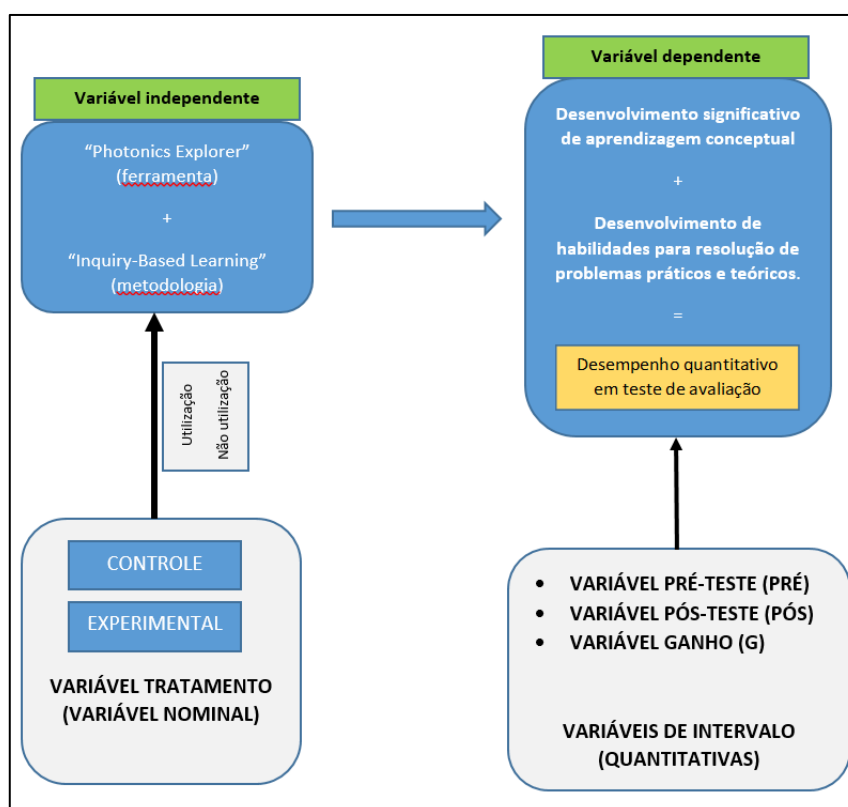 Variável independente
“Photonics Explorer”
(ferramenta)
+
“Inquiry-Based Learning”
(metodologia)
Utilização
Não utilização
CONTROLE
EXPERIMENTAL
VARIÁVEL TRATAMENTO
(VARIÁVEL NOMINAL)
Variável dependente
Desenvolvimento significativo
de aprendizagem conceptual
+
Desenvolvimento de
habilidades para resolução de
problemas práticos e teóricos.
=
Desempenho quantitativo
em teste de avaliação
• VARIÁVEL PRÉ-TESTE (PRÉ)
• VARIÁVEL PÓS-TESTE (PÓS)
• VARIÁVEL GANHO (G)
VARIÁVEIS DE INTERVALO
(QUANTITATIVAS)